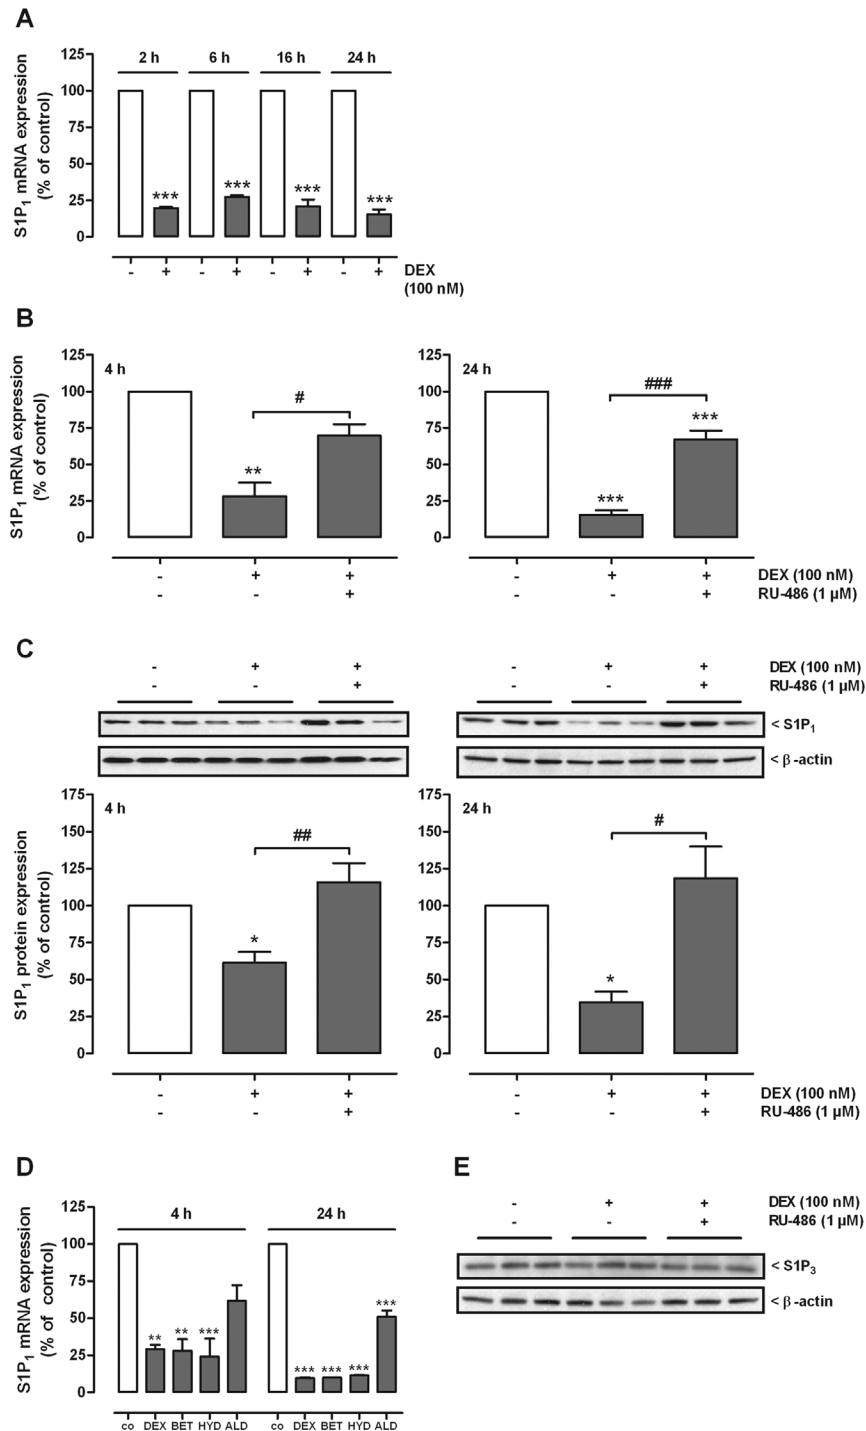 A
S1P1 mRNA expression
(% of control)
125
100
75
50
25
0
2 h 6 h 16 h 24 h
*** *** *** ***
- + - + - + - + DEX
(100 nM)
B
S1P1 mRNA expression
(% of control)
125
100
75
50
25
0
4 h
#
**
- + +
- - +
125
100
75
50
25
0
24 h
###
***
***
- + + DEX (100 nM)
- - + RU-486 (1 µM)
C
- + + - + + DEX (100 nM)
- - + - - + RU-486 (1 µM)
< S1P1
< β-actin
S1P1 protein expression
(% of control)
175
150
125
100
75
50
25
0
4 h
##
*
- + +
- - +
175
150
125
100
75
50
25
0
24 h
#
*
- + + DEX (100 nM)
- - + RU-486 (1 µM)
D
S1P1 mRNA expression
(% of control)
125
100
75
50
25
0
4 h 24 h
** ** *** *** *** *** ***
co DEX BET HYD ALD co DEX BET HYD ALD
E
- + + DEX (100 nM)
- - + RU-486 (1 µM)
< S1P3
< β-actin